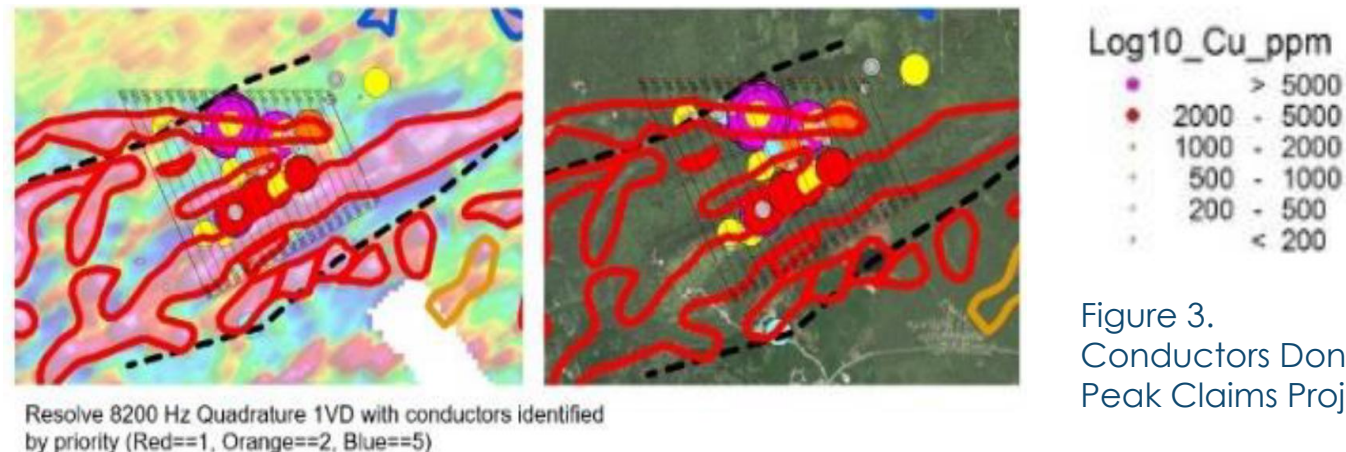 Log10_Cu_ppm
> 5000
2000 - 5000
1000 - 2000
500 - 1000
200 - 500
< 200
Figure 3.
Conductors Don
Peak Claims Proj
Resolve 8200 Hz Quadrature 1VD with conductors identified
by priority (Red==1, Orange==2, Blue==5)